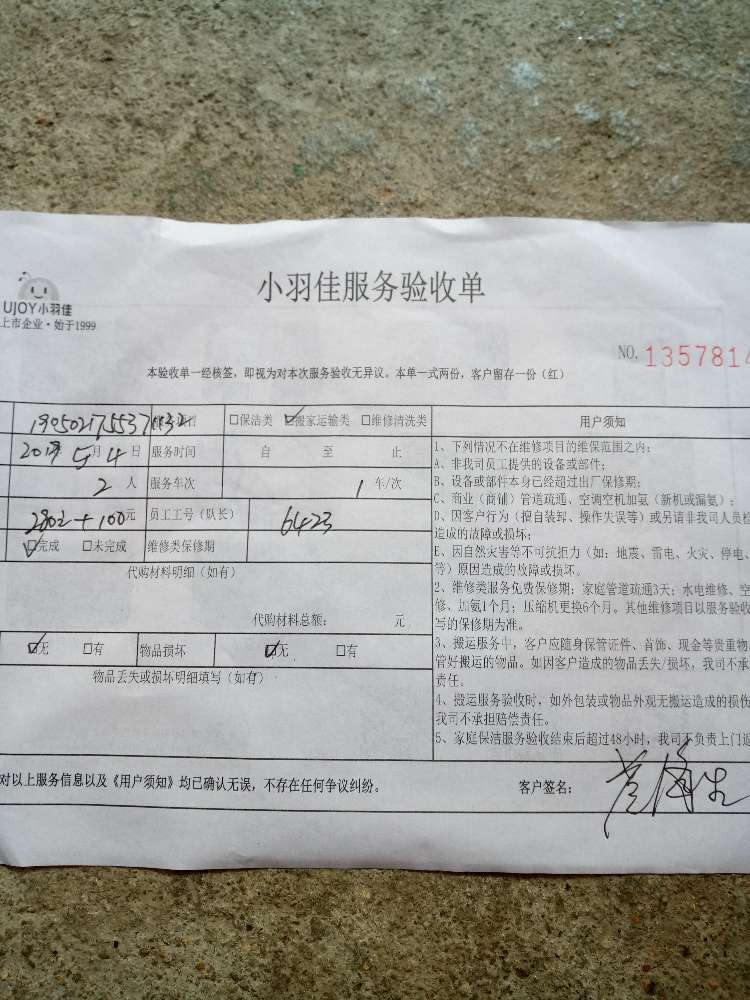 小羽佳服务验收单
UJOY小羽佳
上市企业·始于1999
NO. 1357814
本验收单一经核签，即视为对本次服务验收无异议。本单一式两份，客户留存一份（红）
□保洁类 ☑搬家运输类 □维修清洗类
5月4日 服务时间 自 至 止
2人 服务车次 1车/次
2802+100元 员工工号（队长） 6423
☑完成 □未完成 维修类保修期
代购材料明细（如有）
代购材料总额： 元
☑无 □有 物品损坏 ☑无 □有
物品丢失或损坏明细填写（如有）
用户须知
1、下列情况不在维修项目的维保范围之内：
A、非我司员工提供的设备或部件；
B、设备或部件本身已经超过出厂保修期；
C、商业（商铺）管道疏通、空调空机加氨（新机或漏氨）；
D、因客户行为（擅自装卸、操作失误等）或另请非我司人员检
造成的故障或损坏；
E、因自然灾害等不可抗拒力（如：地震、雷电、火灾、停电、
等）原因造成的故障或损坏。
2、维修类服务免费保修期：家庭管道疏通3天；水电维修、空
修、加氨1个月；压缩机更换6个月。其他维修项目以服务验收
写的保修期为准。
3、搬运服务中，客户应随身保管证件、首饰、现金等贵重物
管好搬运的物品。如因客户造成的物品丢失/损坏，我司不承
责任。
4、搬运服务验收时，如外包装或物品外观无搬运造成的损伤
我司不承担赔偿责任。
5、家庭保洁服务验收结束后超过48小时，我司不负责上门返
对以上服务信息以及《用户须知》均已确认无误，不存在任何争议纠纷。
客户签名：